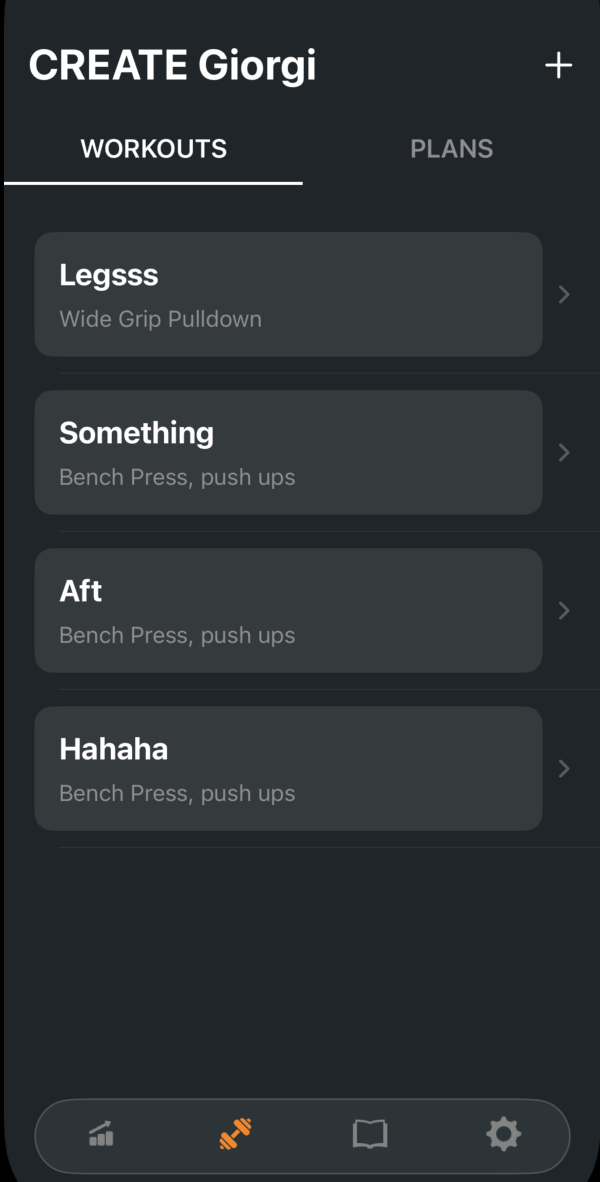 CREATE Giorgi
WORKOUTS
PLANS
Legsss
Wide Grip Pulldown
Something
Bench Press, push ups
Aft
Bench Press, push ups
Hahaha
Bench Press, push ups